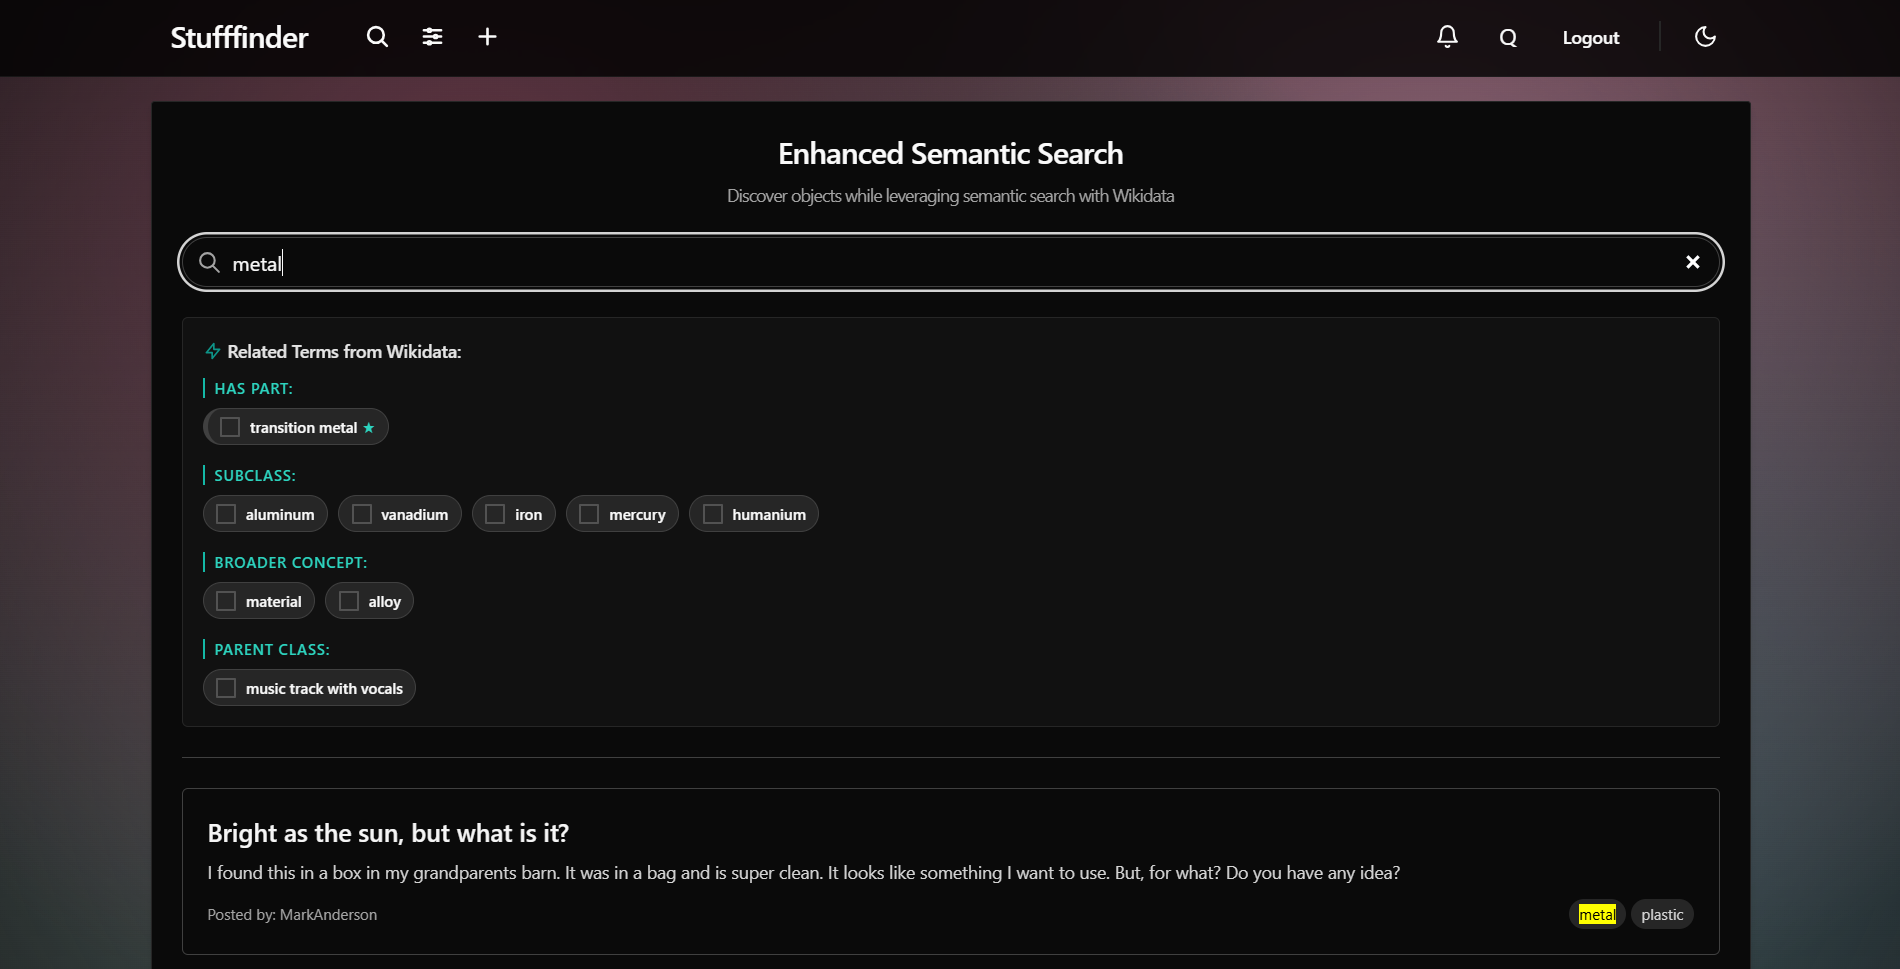 Stufffinder
Q
Logout
Enhanced Semantic Search
Discover objects while leveraging semantic search with Wikidata
metal
Related Terms from Wikidata:
HAS PART:
transition metal
SUBCLASS:
aluminum vanadium iron mercury humanium
BROADER CONCEPT:
material alloy
PARENT CLASS:
music track with vocals
Bright as the sun, but what is it?
I found this in a box in my grandparents barn. It was in a bag and is super clean. It looks like something I want to use. But, for what? Do you have any idea?
Posted by: MarkAnderson
metal plastic